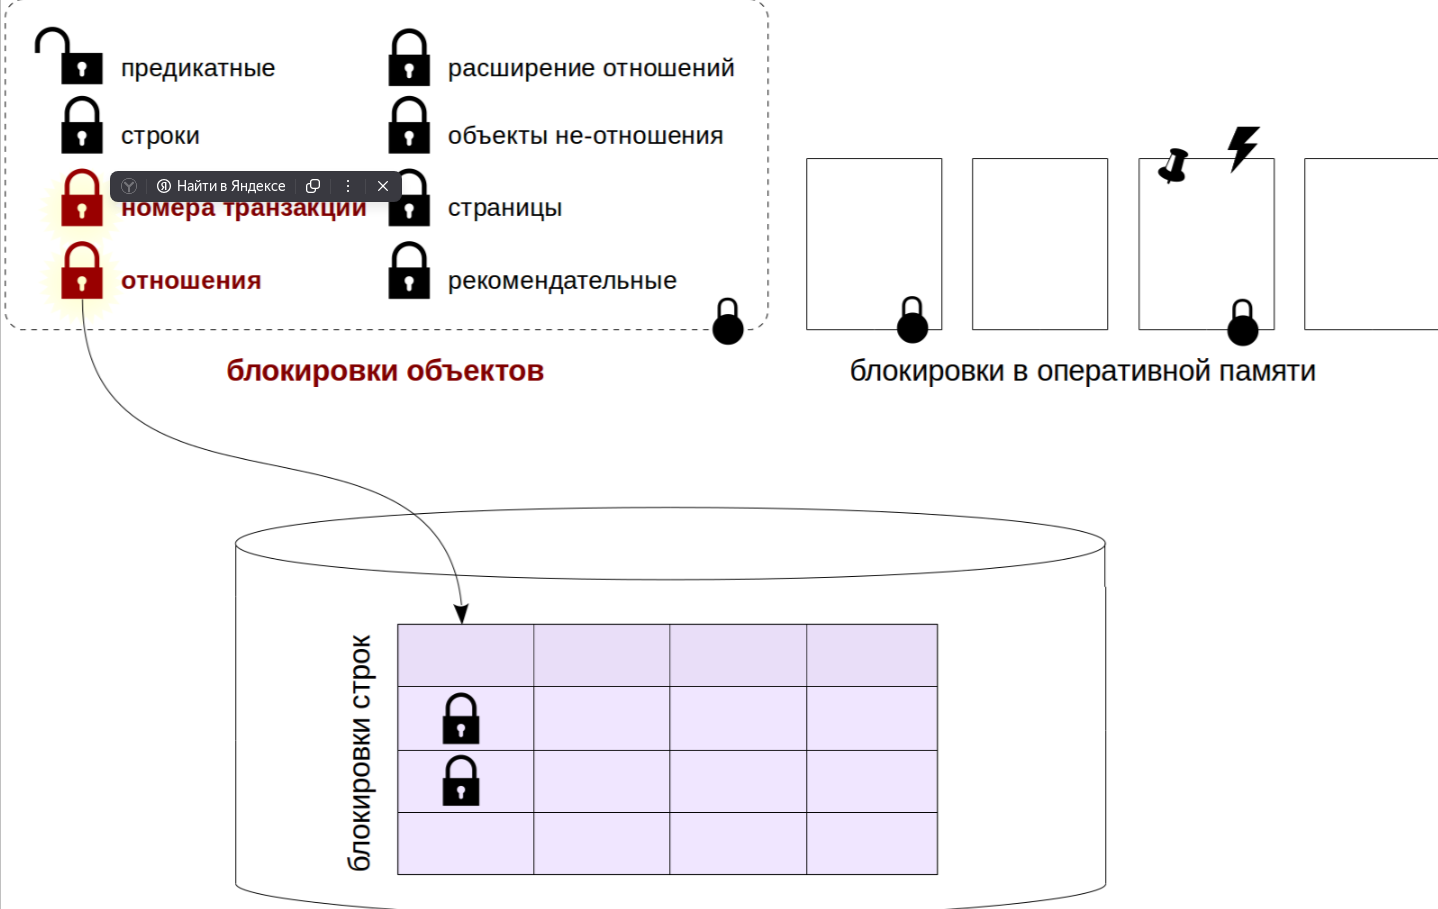 предикатные
расширение отношений
строки
объекты не-отношения
Найти в Яндексе
номера транзакций
страницы
отношения
рекомендательные
блокировки объектов
блокировки в оперативной памяти
блокировки строк